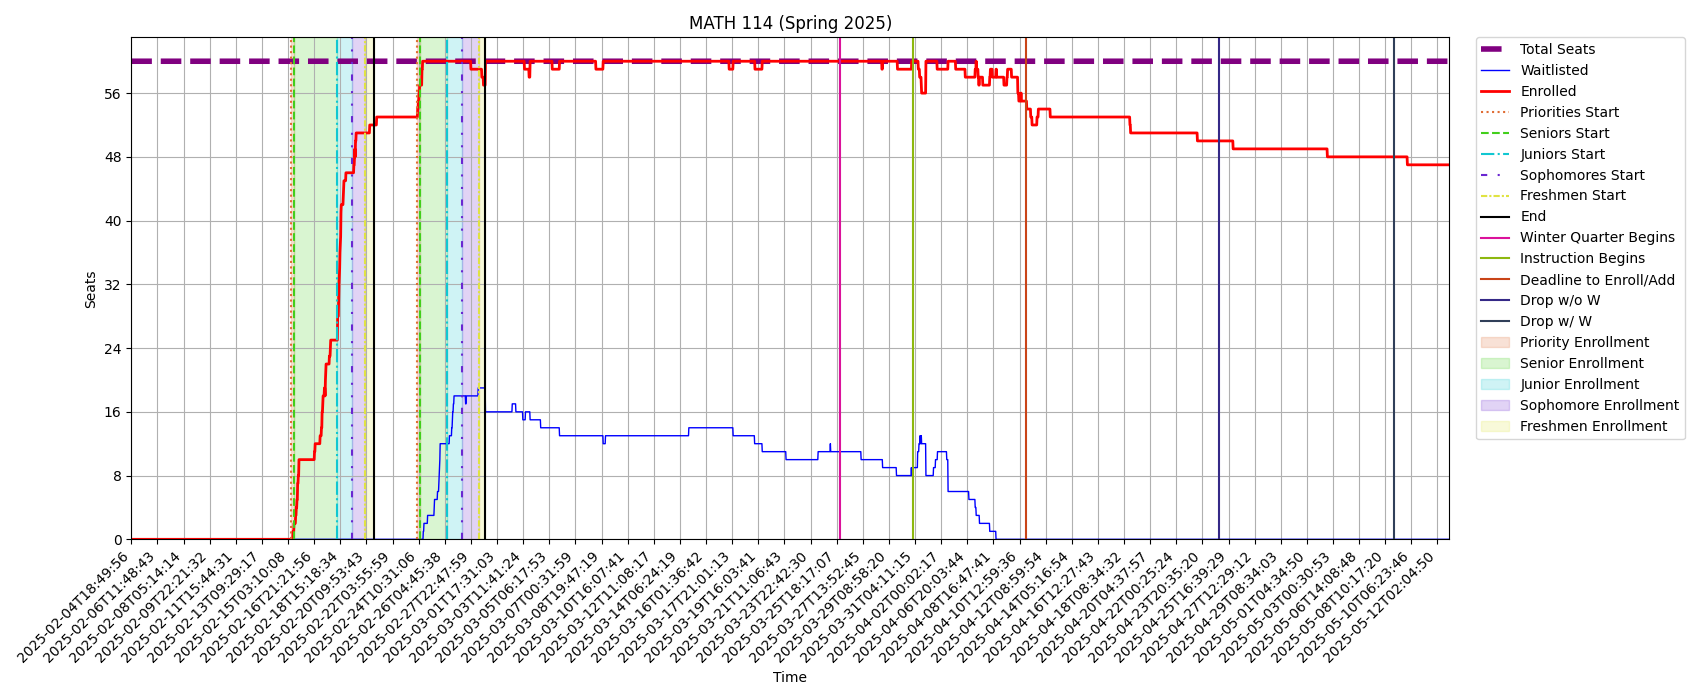 MATH 114 (Spring 2025)
Seats
56
48
40
32
24
16
8
0
2025-02-04T18:49:56
2025-02-06T11:48:43
2025-02-08T05:14:14
2025-02-09T22:21:32
2025-02-11T15:44:31
2025-02-13T09:29:17
2025-02-15T03:10:08
2025-02-16T21:21:56
2025-02-18T15:18:34
2025-02-20T09:53:43
2025-02-22T03:55:59
2025-02-24T10:31:06
2025-02-26T04:45:38
2025-02-27T22:47:59
2025-03-01T17:31:03
2025-03-03T11:41:24
2025-03-05T06:17:53
2025-03-07T00:31:59
2025-03-08T19:47:19
2025-03-10T16:07:41
2025-03-12T11:08:17
2025-03-14T06:24:19
2025-03-16T01:36:42
2025-03-17T21:01:13
2025-03-19T16:03:41
2025-03-21T11:06:43
2025-03-23T22:42:30
2025-03-25T18:17:07
2025-03-27T13:52:45
2025-03-29T08:58:20
2025-03-31T04:11:15
2025-04-02T00:02:17
2025-04-06T20:03:44
2025-04-08T16:47:41
2025-04-10T12:59:36
2025-04-12T08:59:54
2025-04-14T05:16:54
2025-04-16T12:27:43
2025-04-18T08:34:32
2025-04-20T04:37:57
2025-04-22T00:25:24
2025-04-23T20:35:20
2025-04-25T16:39:29
2025-04-27T12:29:12
2025-04-29T08:34:03
2025-05-01T04:34:50
2025-05-03T00:30:53
2025-05-06T14:08:48
2025-05-08T10:17:20
2025-05-10T06:23:46
2025-05-12T02:04:50
Time
Total Seats
Waitlisted
Enrolled
Priorities Start
Seniors Start
Juniors Start
Sophomores Start
Freshmen Start
End
Winter Quarter Begins
Instruction Begins
Deadline to Enroll/Add
Drop w/o W
Drop w/ W
Priority Enrollment
Senior Enrollment
Junior Enrollment
Sophomore Enrollment
Freshmen Enrollment